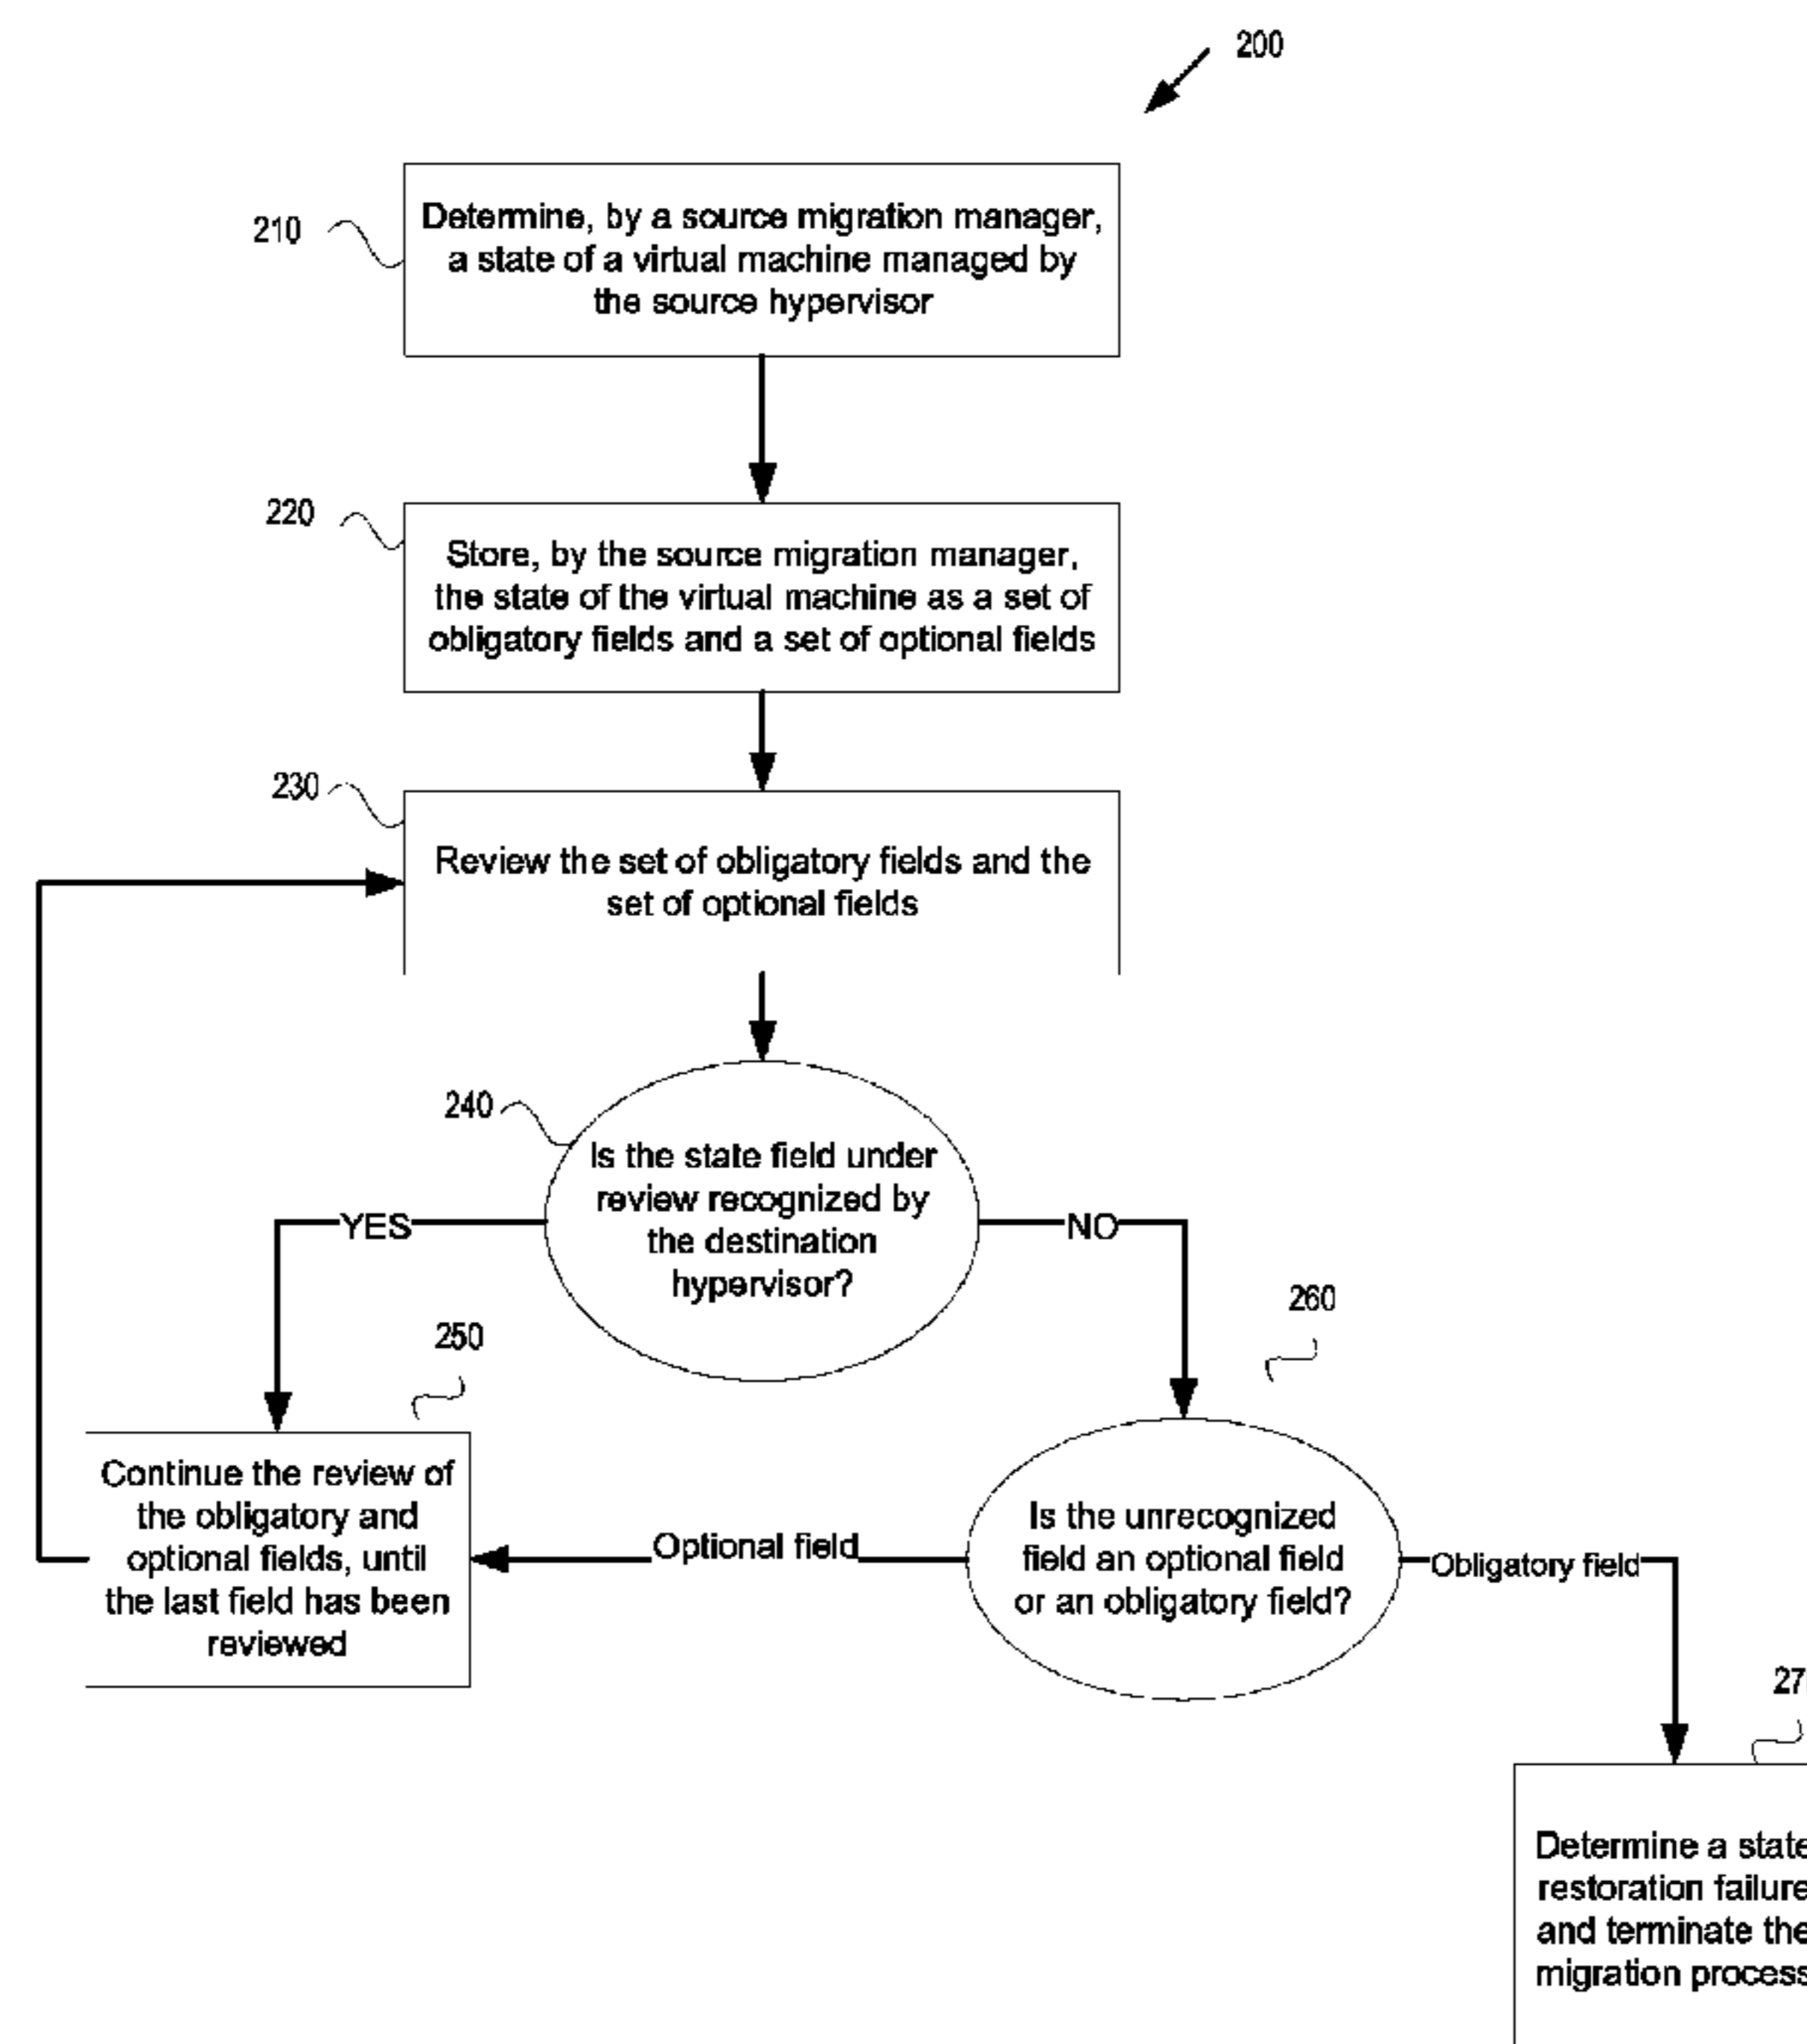 200
210
Determine, by a source migration manager,
a state of a virtual machine managed by
the source hypervisor
220
Store, by the source migration manager,
the state of the virtual machine as a set of
obligatory fields and a set of optional fields
230
Review the set of obligatory fields and the
set of optional fields
240
Is the state field under
review recognized by
the destination
hypervisor?
YES
NO
250
260
Continue the review of
the obligatory and
optional fields, until
the last field has been
reviewed
Optional field
Is the unrecognized
field an optional field
or an obligatory field?
Obligatory field
27
Determine a state
restoration failure
and terminate the
migration process